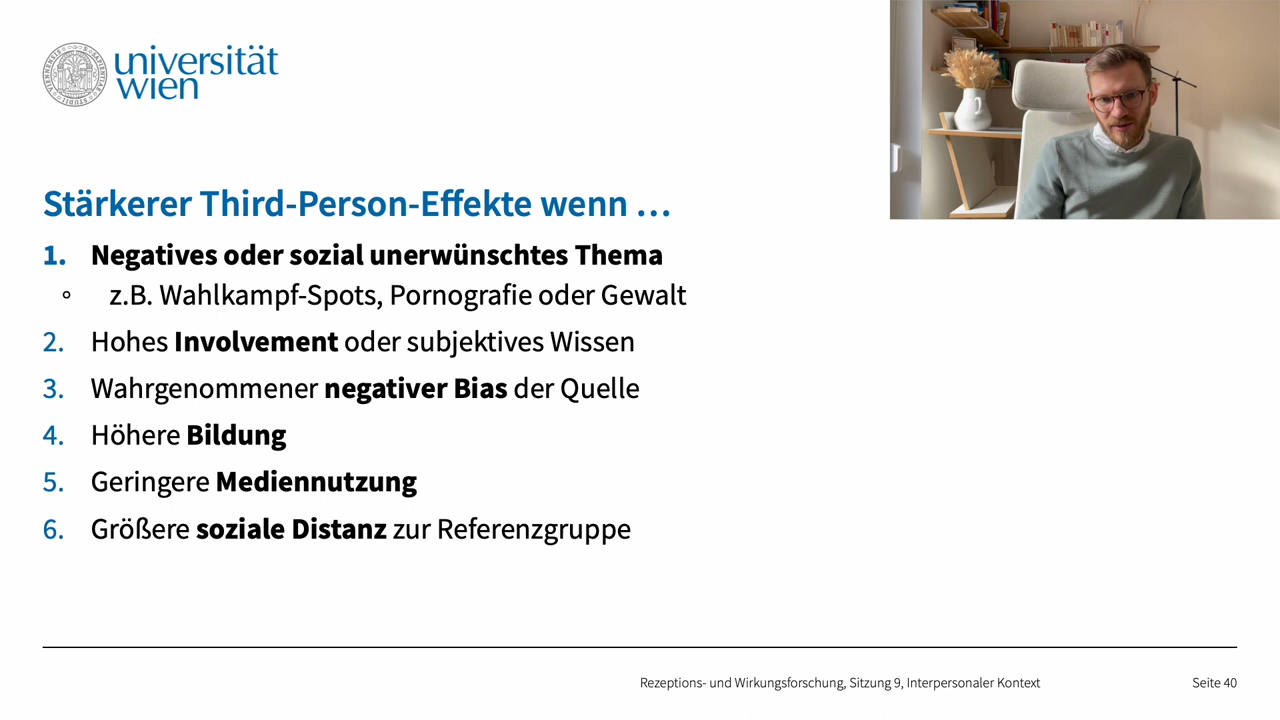 universität
wien
Stärkerer Third-Person-Effekte wenn …
1. Negatives oder sozial unerwünschtes Thema
∘ z.B. Wahlkampf-Spots, Pornografie oder Gewalt
2. Hohes Involvement oder subjektives Wissen
3. Wahrgenommener negativer Bias der Quelle
4. Höhere Bildung
5. Geringere Mediennutzung
6. Größere soziale Distanz zur Referenzgruppe
Rezeptions- und Wirkungsforschung, Sitzung 9, Interpersonaler Kontext
Seite 40